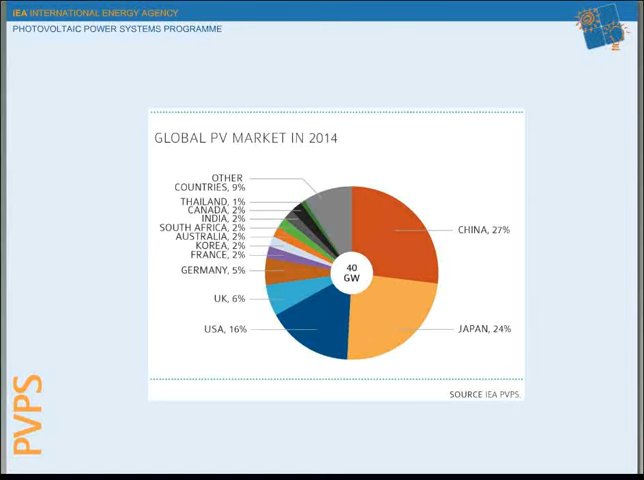 IEA INTERNATIONAL ENERGY AGENCY
PHOTOVOLTAIC POWER SYSTEMS PROGRAMME
GLOBAL PV MARKET IN 2014
OTHER
COUNTRIES, 9%
THAILAND, 1%
CANADA, 2%
INDIA, 2%
SOUTH AFRICA, 2%
AUSTRALIA, 2%
KOREA, 2%
FRANCE, 2%
GERMANY, 5%
UK, 6%
USA, 16%
CHINA, 27%
JAPAN, 24%
40
GW
SOURCE IEA PVPS.
PVPS